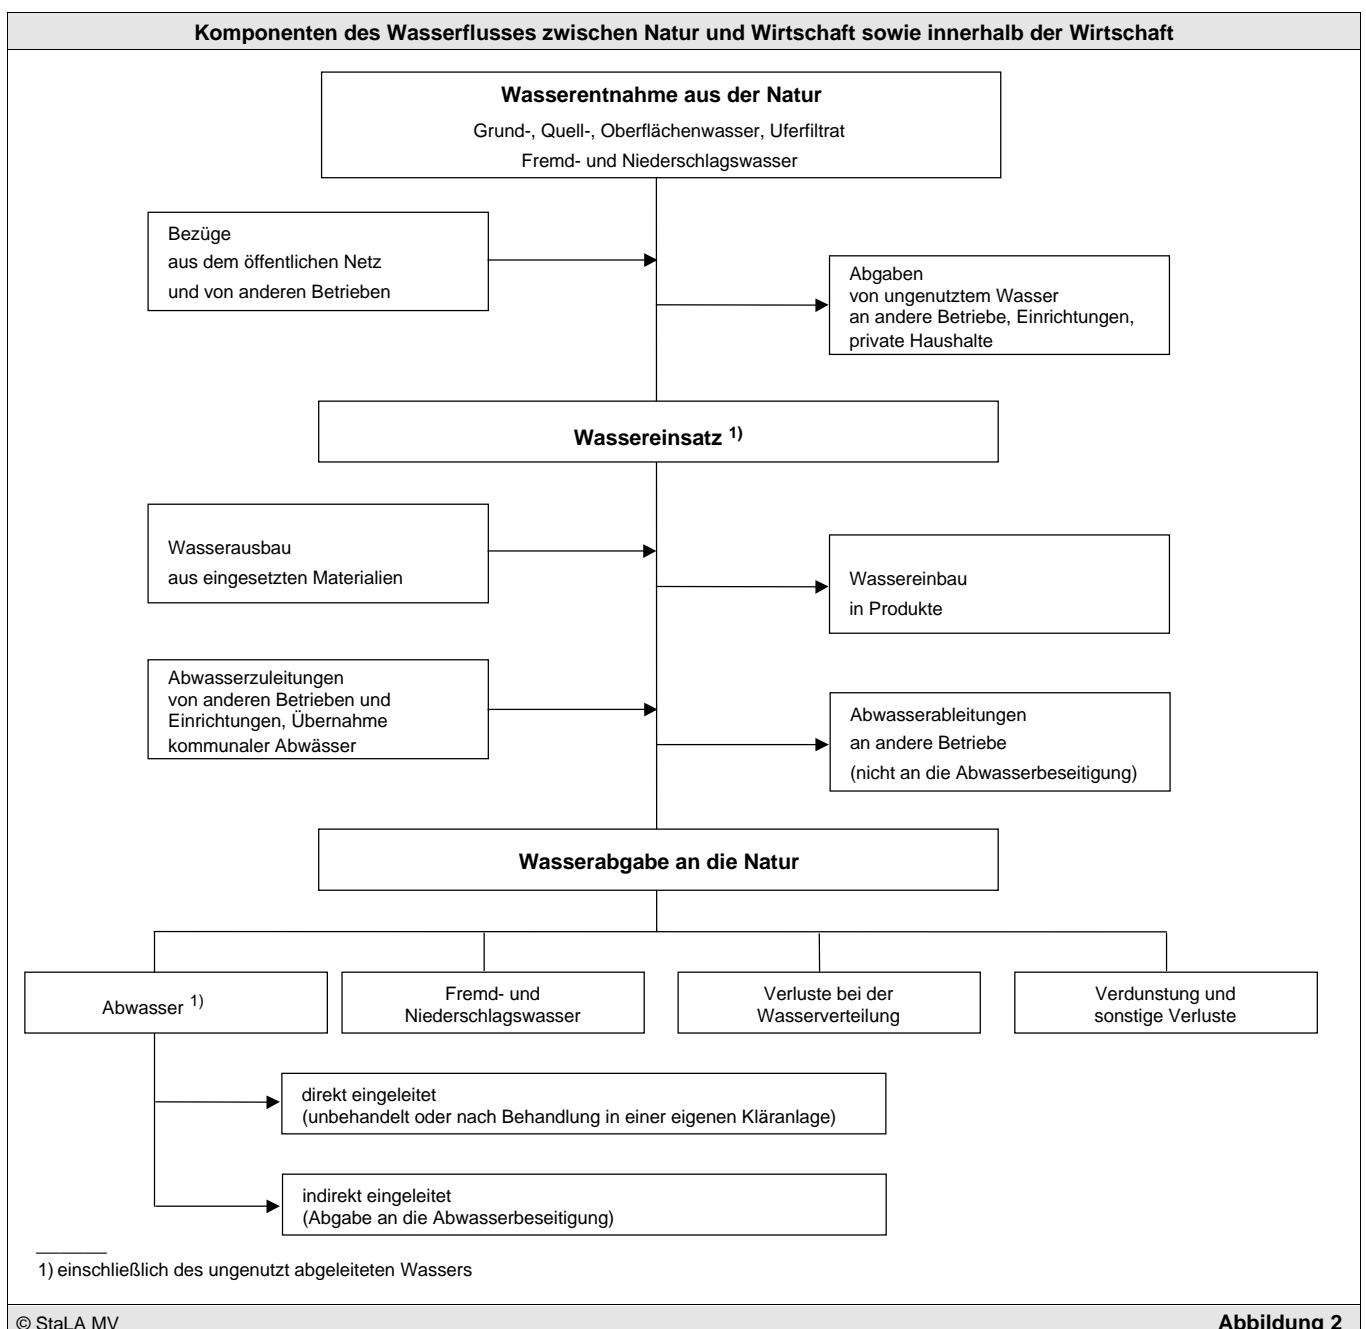 Komponenten des Wasserflusses zwischen Natur und Wirtschaft sowie innerhalb der Wirtschaft
Wasserentnahme aus der Natur
Grund-, Quell-, Oberflächenwasser, Uferfiltrat
Fremd- und Niederschlagswasser
Bezüge
aus dem öffentlichen Netz
und von anderen Betrieben
Abgaben
von ungenutztem Wasser
an andere Betriebe, Einrichtungen,
private Haushalte
Wassereinsatz 1)
Wasserausbau
aus eingesetzten Materialien
Wassereinbau
in Produkte
Abwasserzuleitungen
von anderen Betrieben und
Einrichtungen, Übernahme
kommunaler Abwässer
Abwasserableitungen
an andere Betriebe
(nicht an die Abwasserbeseitigung)
Wasserabgabe an die Natur
Abwasser 1)
Fremd- und
Niederschlagswasser
Verluste bei der
Wasserverteilung
Verdunstung und
sonstige Verluste
direkt eingeleitet
(unbehandelt oder nach Behandlung in einer eigenen Kläranlage)
indirekt eingeleitet
(Abgabe an die Abwasserbeseitigung)
1) einschließlich des ungenutzt abgeleiteten Wassers
© StaLA MV
Abbildung 2